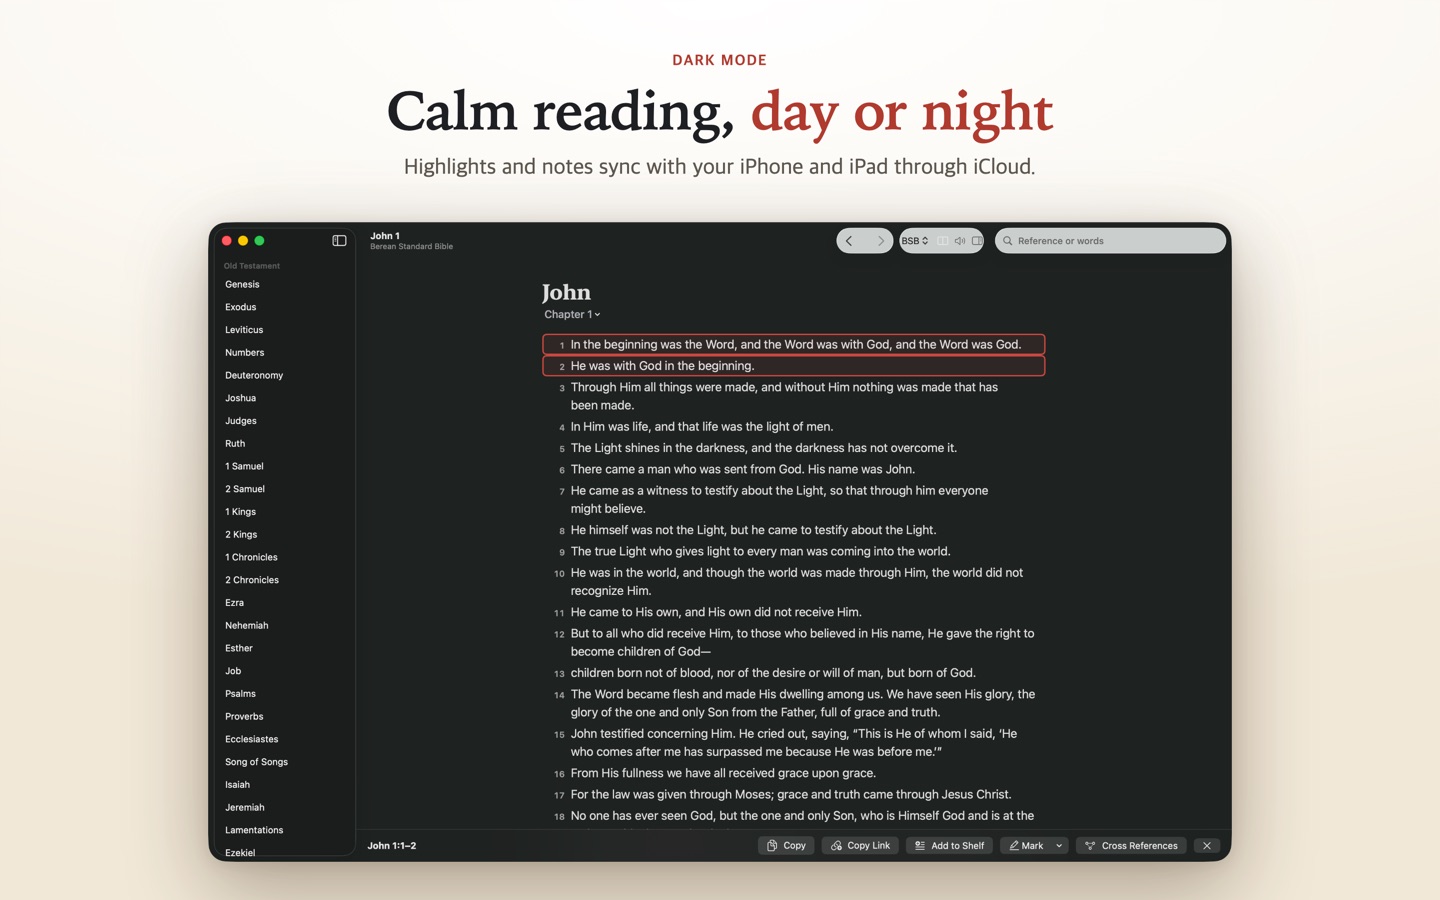 DARK MODE
Calm reading, day or night
Highlights and notes sync with your iPhone and iPad through iCloud.
John 1
Berean Standard Bible
BSB
Reference or words
Old Testament
Genesis
Exodus
Leviticus
Numbers
Deuteronomy
Joshua
Judges
Ruth
1 Samuel
2 Samuel
1 Kings
2 Kings
1 Chronicles
2 Chronicles
Ezra
Nehemiah
Esther
Job
Psalms
Proverbs
Ecclesiastes
Song of Songs
Isaiah
Jeremiah
Lamentations
Ezekiel
John
Chapter 1
1 In the beginning was the Word, and the Word was with God, and the Word was God.
2 He was with God in the beginning.
3 Through Him all things were made, and without Him nothing was made that has
been made.
4 In Him was life, and that life was the light of men.
5 The Light shines in the darkness, and the darkness has not overcome it.
6 There came a man who was sent from God. His name was John.
7 He came as a witness to testify about the Light, so that through him everyone
might believe.
8 He himself was not the Light, but he came to testify about the Light.
9 The true Light who gives light to every man was coming into the world.
10 He was in the world, and though the world was made through Him, the world did not
recognize Him.
11 He came to His own, and His own did not receive Him.
12 But to all who did receive Him, to those who believed in His name, He gave the right to
become children of God—
13 children born not of blood, nor of the desire or will of man, but born of God.
14 The Word became flesh and made His dwelling among us. We have seen His glory, the
glory of the one and only Son from the Father, full of grace and truth.
15 John testified concerning Him. He cried out, saying, “This is He of whom I said, ‘He
who comes after me has surpassed me because He was before me.’”
16 From His fullness we have all received grace upon grace.
17 For the law was given through Moses; grace and truth came through Jesus Christ.
18 No one has ever seen God, but the one and only Son, who is Himself God and is at the
John 1:1–2
Copy
Copy Link
Add to Shelf
Mark
Cross References